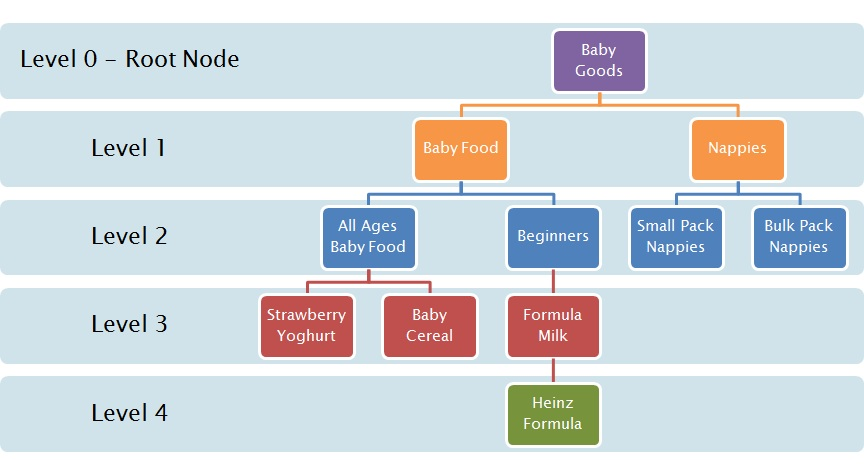 Level 0 – Root Node
Baby
Goods
Level 1
Baby Food
Nappies
Level 2
All Ages
Baby Food
Beginners
Small Pack
Nappies
Bulk Pack
Nappies
Level 3
Strawberry
Yoghurt
Baby
Cereal
Formula
Milk
Level 4
Heinz
Formula